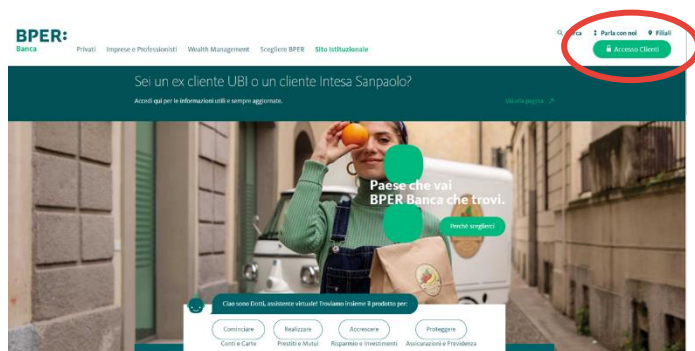 BPER:
Banca
Privati Imprese e Professionisti Wealth Management Scegliere BPER Sito Istituzionale
Parla con noi Filiali
Accesso Clienti
Sei un ex cliente UBI o un cliente Intesa Sanpaolo?
Accedi qui per le informazioni utili e sempre aggiornate.
Vai alla pagina
Paese che vai
BPER Banca che trovi.
Perché sceglierci
Ciao sono Dotti, assistente virtuale! Troviamo insieme il prodotto per:
Cominciare Realizzare Accrescere Proteggere
Conti e Carte Prestiti e Mutui Risparmio e Investimenti Assicurazioni e Previdenza